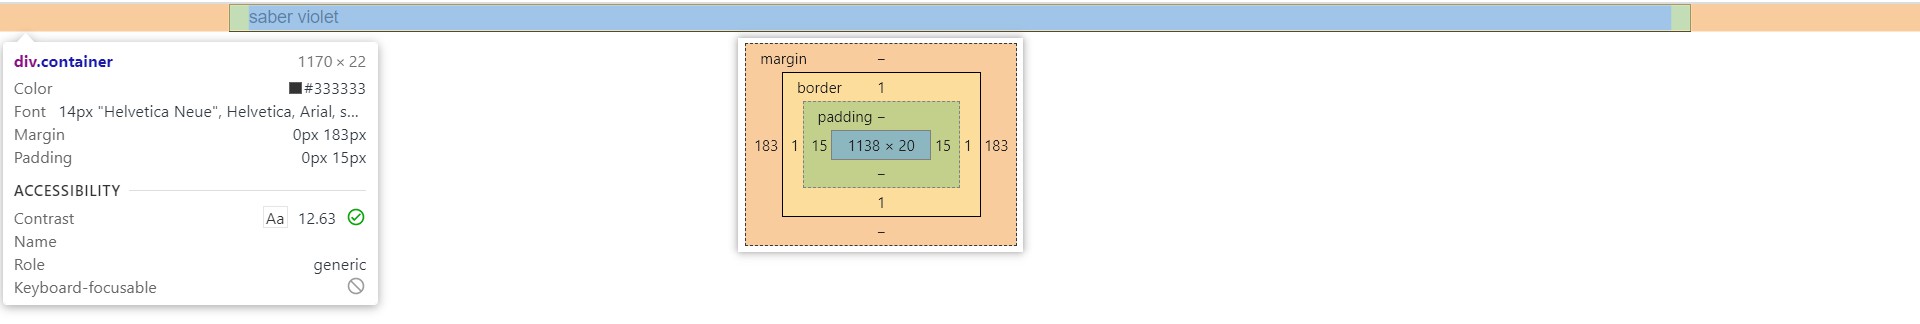 saber violet
div.container 1170 × 22
Color #333333
Font 14px "Helvetica Neue", Helvetica, Arial, s...
Margin 0px 183px
Padding 0px 15px
ACCESSIBILITY
Contrast Aa 12.63
Name
Role generic
Keyboard-focusable
margin –
border 1
padding –
183 1 15 1138 × 20 15 1 183
–
1
–